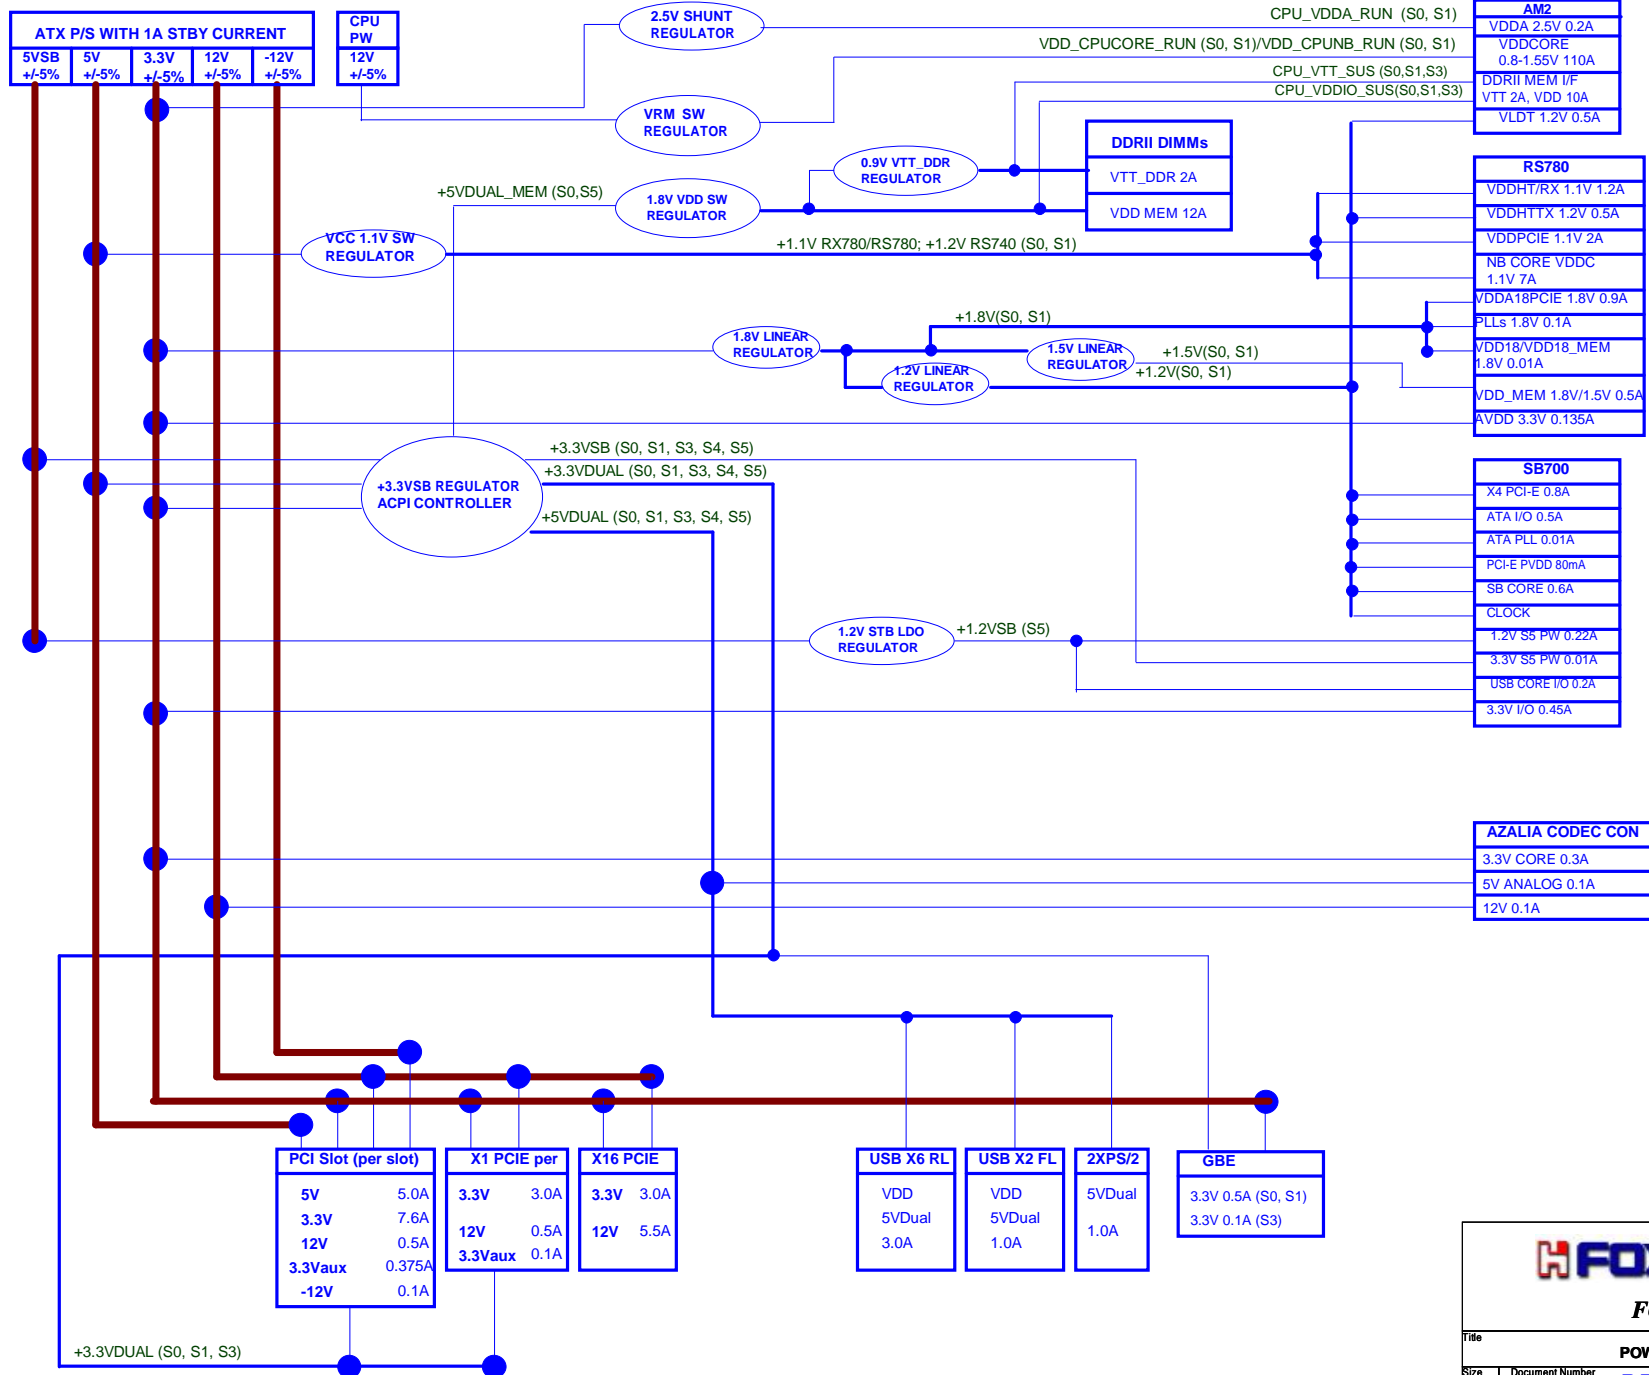 ATX P/S WITH 1A STBY CURRENT
5VSB
+/-5%
5V
+/-5%
3.3V
+/-5%
12V
+/-5%
-12V
+/-5%
CPU
PW
12V
+/-5%
2.5V SHUNT
REGULATOR
CPU_VDDA_RUN (S0, S1)
VDD_CPUCORE_RUN (S0, S1)/VDD_CPUNB_RUN (S0, S1)
CPU_VTT_SUS (S0,S1,S3)
CPU_VDDIO_SUS(S0,S1,S3)
AM2
VDDA 2.5V 0.2A
VDDCORE
0.8-1.55V 110A
DDRII MEM I/F
VTT 2A, VDD 10A
VLDT 1.2V 0.5A
VRM SW
REGULATOR
0.9V VTT_DDR
REGULATOR
DDRII DIMMs
VTT_DDR 2A
VDD MEM 12A
+5VDUAL_MEM (S0,S5)
1.8V VDD SW
REGULATOR
VCC 1.1V SW
REGULATOR
+1.1V RX780/RS780; +1.2V RS740 (S0, S1)
RS780
VDDHT/RX 1.1V 1.2A
VDDHTTX 1.2V 0.5A
VDDPCIE 1.1V 2A
NB CORE VDDC
1.1V 7A
VDDA18PCIE 1.8V 0.9A
PLLs 1.8V 0.1A
VDD18/VDD18_MEM
1.8V 0.01A
VDD_MEM 1.8V/1.5V 0.5A
AVDD 3.3V 0.135A
+1.8V(S0, S1)
1.8V LINEAR
REGULATOR
1.5V LINEAR
REGULATOR
+1.5V(S0, S1)
1.2V LINEAR
REGULATOR
+1.2V(S0, S1)
+3.3VSB REGULATOR
ACPI CONTROLLER
+3.3VSB (S0, S1, S3, S4, S5)
+3.3VDUAL (S0, S1, S3, S4, S5)
+5VDUAL (S0, S1, S3, S4, S5)
SB700
X4 PCI-E 0.8A
ATA I/O 0.5A
ATA PLL 0.01A
PCI-E PVDD 80mA
SB CORE 0.6A
CLOCK
1.2V S5 PW 0.22A
3.3V S5 PW 0.01A
USB CORE I/O 0.2A
3.3V I/O 0.45A
1.2V STB LDO
REGULATOR
+1.2VSB (S5)
AZALIA CODEC CON
3.3V CORE 0.3A
5V ANALOG 0.1A
12V 0.1A
PCI Slot (per slot)
5V 5.0A
3.3V 7.6A
12V 0.5A
3.3Vaux 0.375A
-12V 0.1A
X1 PCIE per
3.3V 3.0A
12V 0.5A
3.3Vaux 0.1A
X16 PCIE
3.3V 3.0A
12V 5.5A
USB X6 RL
VDD
5VDual
3.0A
USB X2 FL
VDD
5VDual
1.0A
2XPS/2
5VDual
1.0A
GBE
3.3V 0.5A (S0, S1)
3.3V 0.1A (S3)
+3.3VDUAL (S0, S1, S3)
Title
Size
Document Number